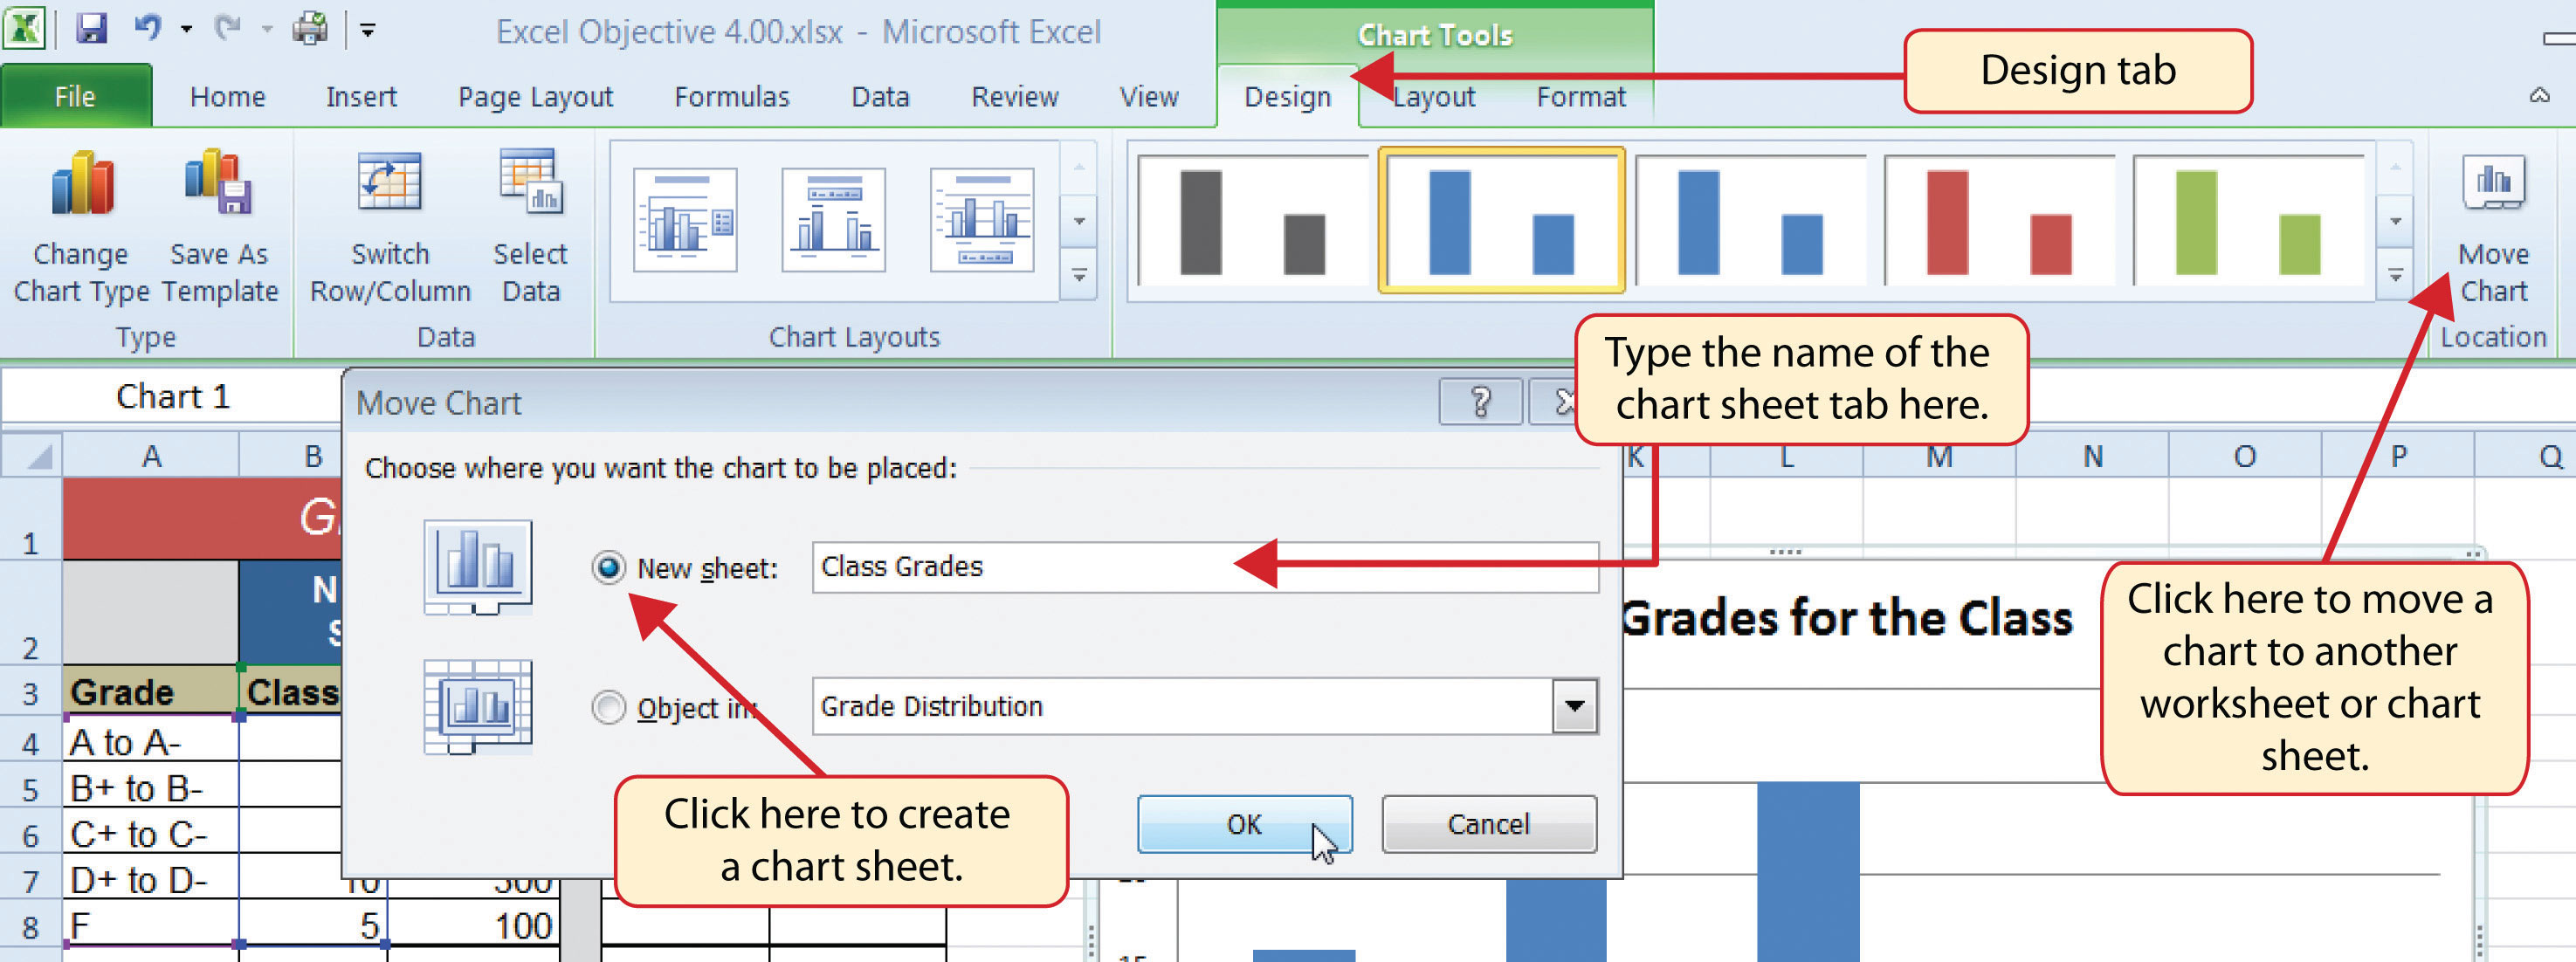 Excel Objective 4.00.xlsx - Microsoft Excel
Chart Tools
Design tab
File Home Insert Page Layout Formulas Data Review View Design Layout Format
Change
Chart Type
Save As
Template
Type
Switch
Row/Column
Select
Data
Data
Chart Layouts
Move
Chart
Location
Type the name of the
chart sheet tab here.
Chart 1
Move Chart
A B K L M N O P Q
Choose where you want the chart to be placed:
1
New sheet: Class Grades
2
Grades for the Class
Click here to move a
chart to another
worksheet or chart
sheet.
3 Grade Class
Object in: Grade Distribution
4 A to A-
5 B+ to B-
6 C+ to C-
Click here to create
a chart sheet.
OK Cancel
7 D+ to D- 10 300
8 F 5 100
15